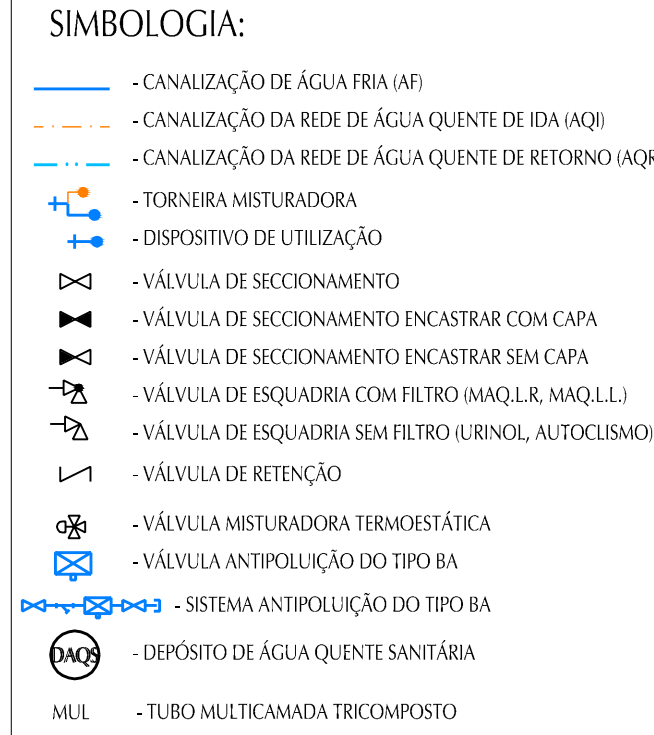 SIMBOLOGIA:
- CANALIZAÇÃO DE ÁGUA FRIA (AF)
- CANALIZAÇÃO DA REDE DE ÁGUA QUENTE DE IDA (AQI)
- CANALIZAÇÃO DA REDE DE ÁGUA QUENTE DE RETORNO (AQR
- TORNEIRA MISTURADORA
- DISPOSITIVO DE UTILIZAÇÃO
- VÁLVULA DE SECCIONAMENTO
- VÁLVULA DE SECCIONAMENTO ENCASTRAR COM CAPA
- VÁLVULA DE SECCIONAMENTO ENCASTRAR SEM CAPA
- VÁLVULA DE ESQUADRIA COM FILTRO (MAQ.L.R, MAQ.L.L.)
- VÁLVULA DE ESQUADRIA SEM FILTRO (URINOL, AUTOCLISMO)
- VÁLVULA DE RETENÇÃO
- VÁLVULA MISTURADORA TERMOESTÁTICA
- VÁLVULA ANTIPOLUIÇÃO DO TIPO BA
- SISTEMA ANTIPOLUIÇÃO DO TIPO BA
DAQS - DEPÓSITO DE ÁGUA QUENTE SANITÁRIA
MUL - TUBO MULTICAMADA TRICOMPOSTO